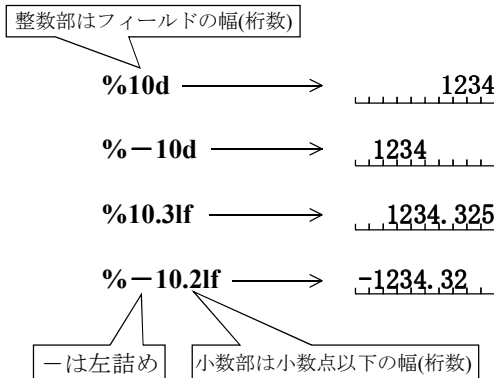 整数部はフィールドの幅(桁数)
%10d 1234
%－10d 1234
%10.3lf 1234.325
%－10.2lf -1234.32
－は左詰め 小数部は小数点以下の幅(桁数)